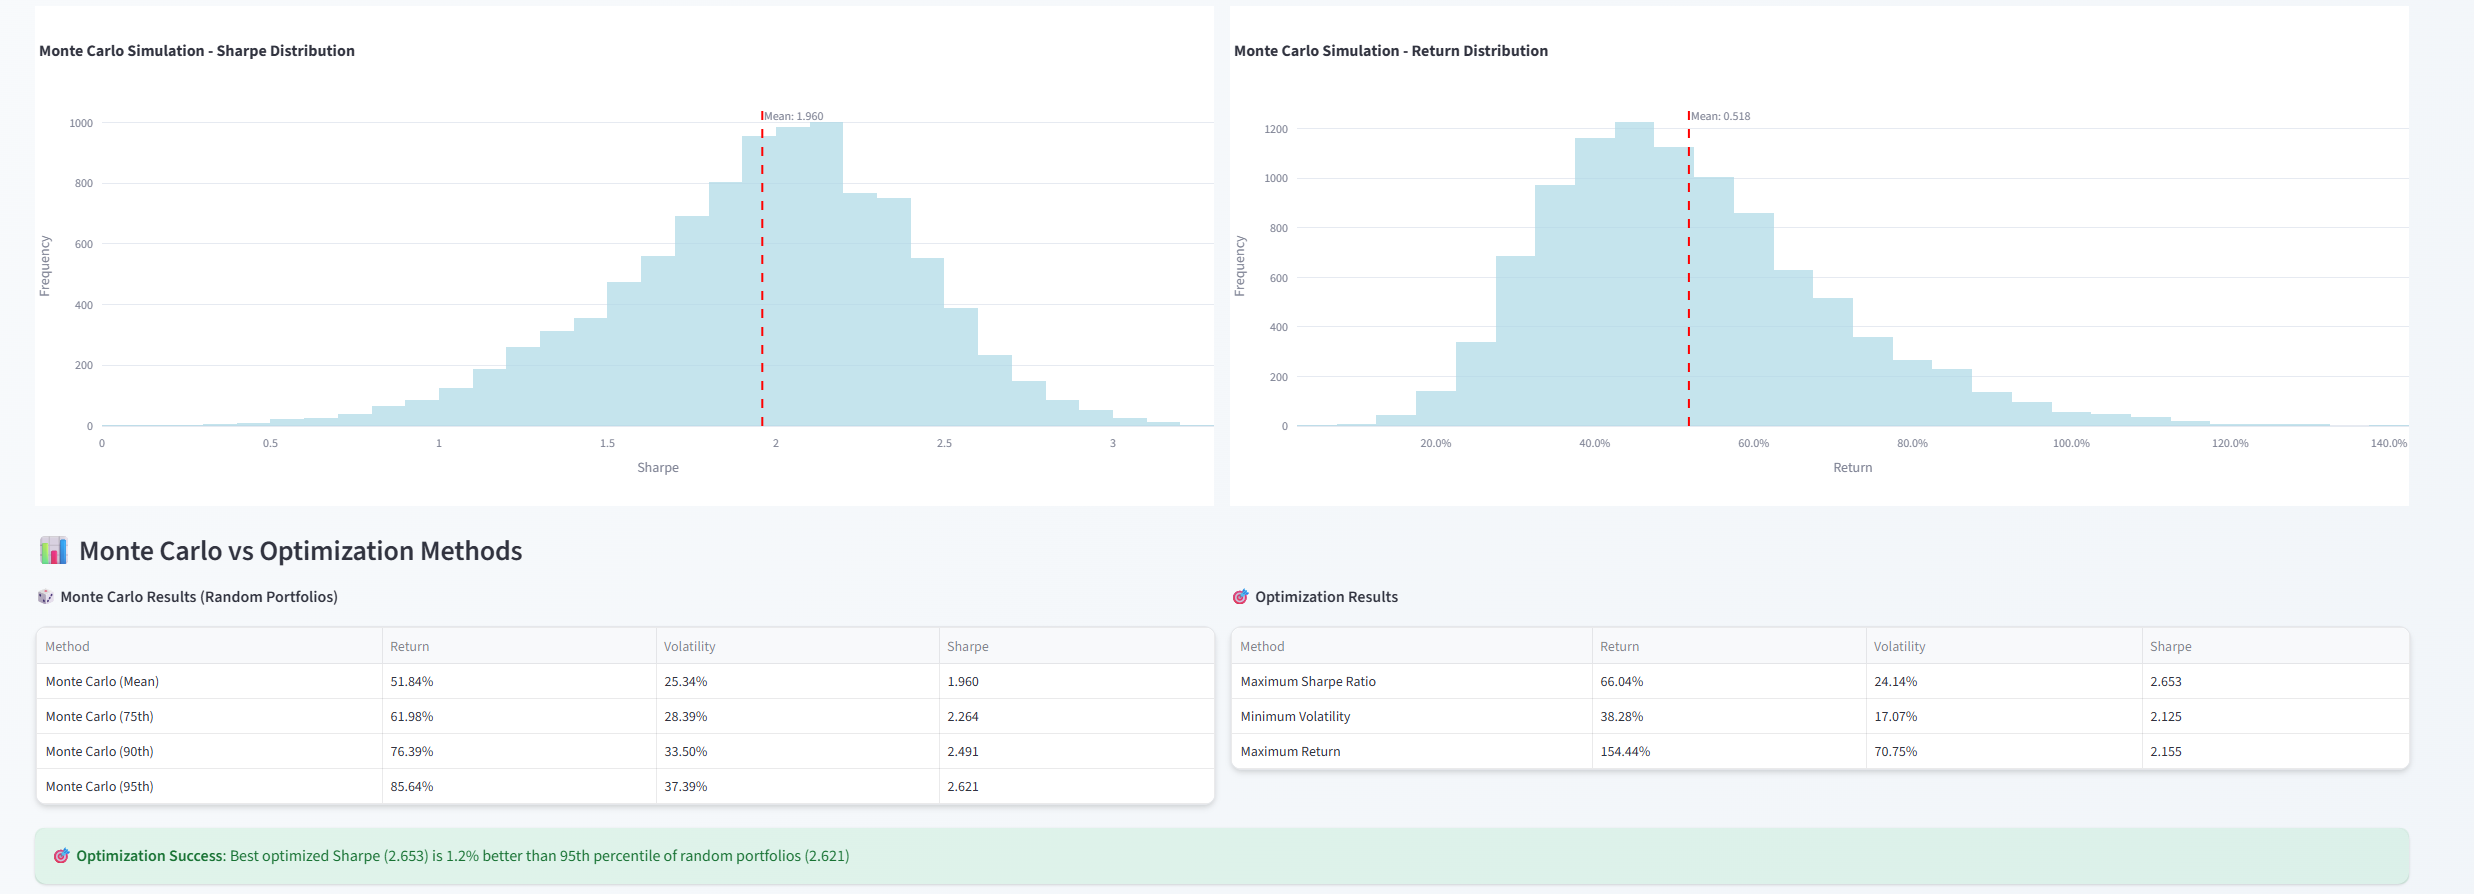 Monte Carlo Simulation - Sharpe Distribution
Mean: 1.960
1000
800
600
400
200
0
Frequency
0 0.5 1 1.5 2 2.5 3
Sharpe
Monte Carlo Simulation - Return Distribution
Mean: 0.518
1200
1000
800
600
400
200
0
Frequency
20.0% 40.0% 60.0% 80.0% 100.0% 120.0% 140.0%
Return
Monte Carlo vs Optimization Methods
Monte Carlo Results (Random Portfolios)
Method Return Volatility Sharpe
Monte Carlo (Mean) 51.84% 25.34% 1.960
Monte Carlo (75th) 61.98% 28.39% 2.264
Monte Carlo (90th) 76.39% 33.50% 2.491
Monte Carlo (95th) 85.64% 37.39% 2.621
Optimization Results
Method Return Volatility Sharpe
Maximum Sharpe Ratio 66.04% 24.14% 2.653
Minimum Volatility 38.28% 17.07% 2.125
Maximum Return 154.44% 70.75% 2.155
Optimization Success: Best optimized Sharpe (2.653) is 1.2% better than 95th percentile of random portfolios (2.621)